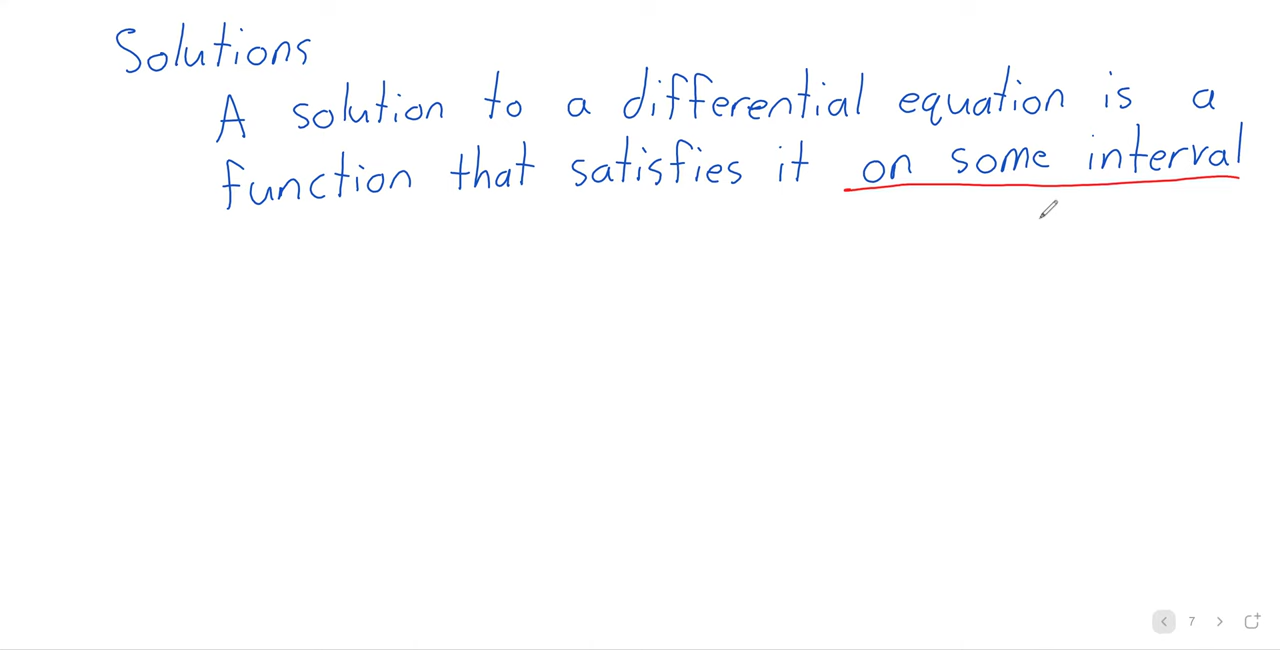 Solutions
A solution to a differential equation is a
function that satisfies it on some interval
7